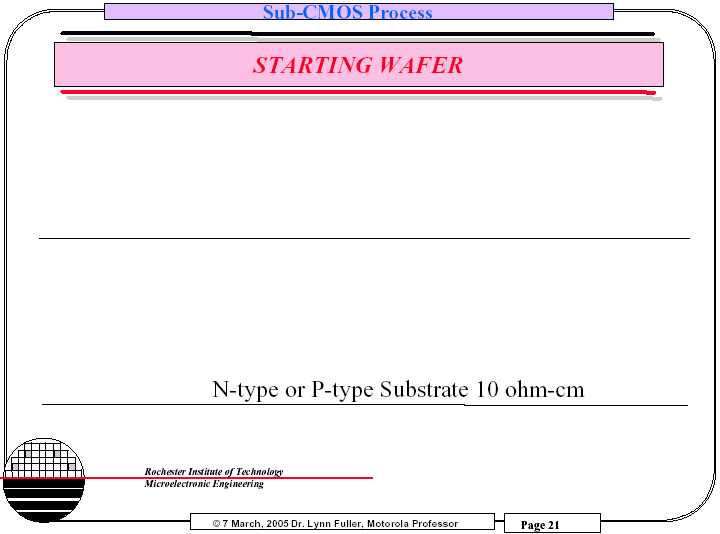 Sub-CMOS Process
STARTING WAFER
N-type or P-type Substrate 10 ohm-cm
Rochester Institute of Technology
Microelectronic Engineering
© 7 March, 2005 Dr. Lynn Fuller, Motorola Professor
Page 21